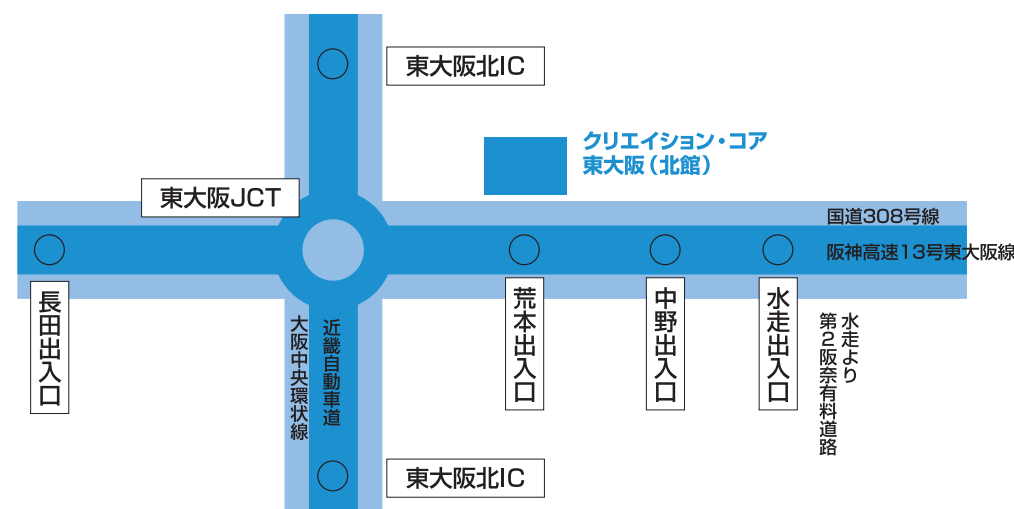 東大阪北IC
クリエイション・コア
東大阪（北館）
東大阪JCT
国道308号線
阪神高速13号東大阪線
長田出入口
大阪中央環状線
近畿自動車道
荒本出入口
中野出入口
水走出入口
水走より
第2阪奈有料道路
東大阪北IC